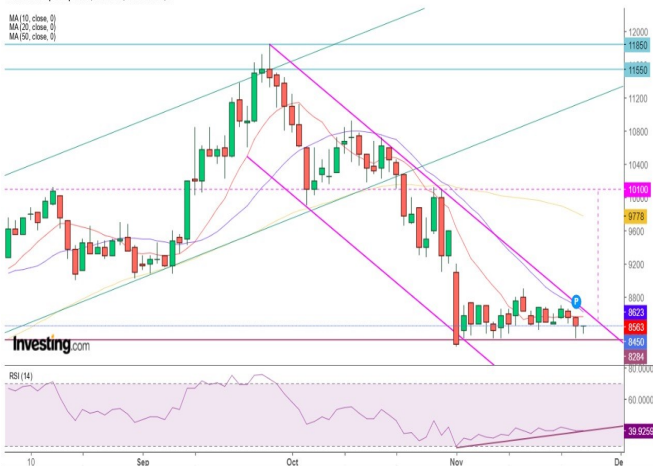 MA (10, close, 0)
MA (20, close, 0)
MA (50, close, 0)
12000
11850
11550
11200
10800
10400
10100
10000
9778
9600
9200
8800
8623
8563
8450
8284
P
Investing.com
RSI (14)
80.0000
60.0000
39.9259
10
Sep
Oct
Nov
De